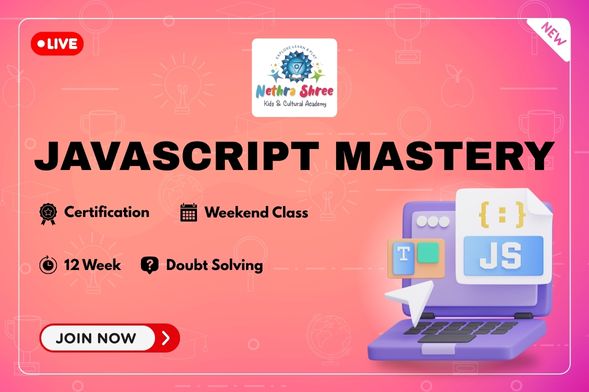 LIVE
NEW
Nethra Shree
Kids & Cultural Academy
JAVASCRIPT MASTERY
Certification
Weekend Class
12 Week
Doubt Solving
JOIN NOW
{:}
T
JS